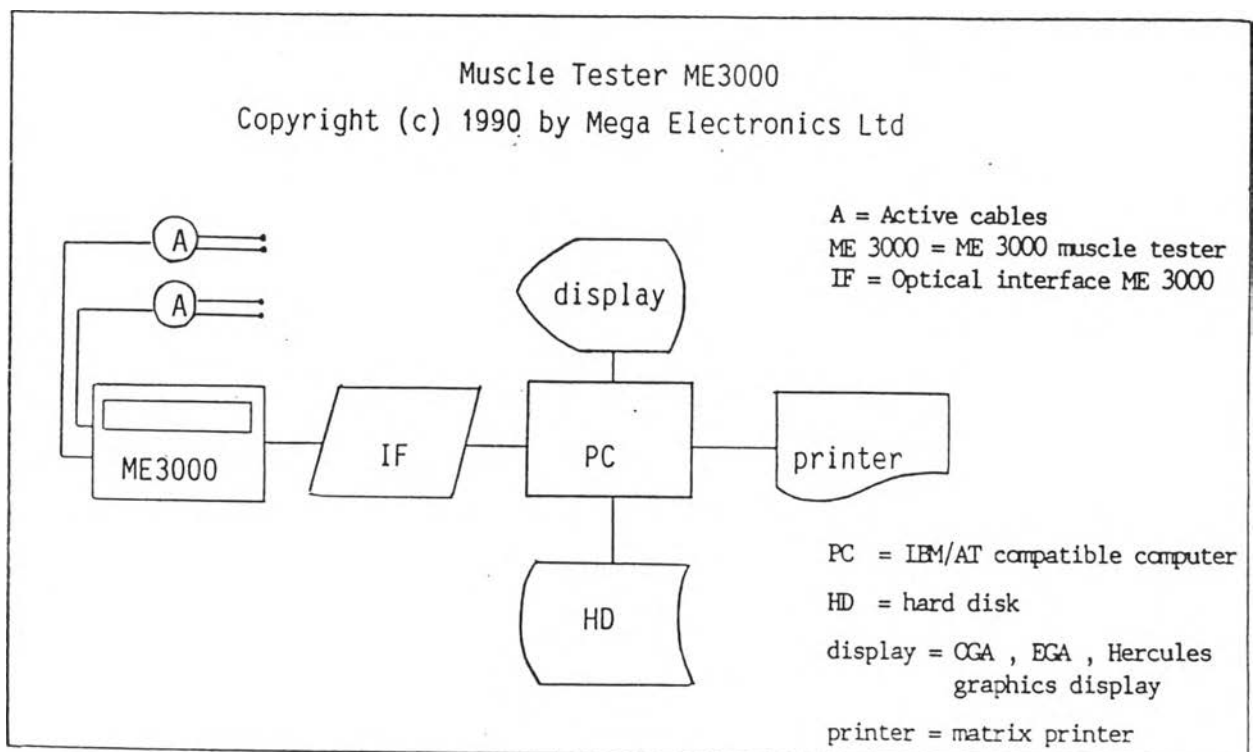 Muscle Tester ME3000
Copyright (c) 1990 by Mega Electronics Ltd
A = Active cables
ME 3000 = ME 3000 muscle tester
IF = Optical interface ME 3000
A
A
display
ME3000
IF
PC
printer
HD
PC = IBM/AT compatible computer
HD = hard disk
display = CGA , EGA , Hercules
graphics display
printer = matrix printer